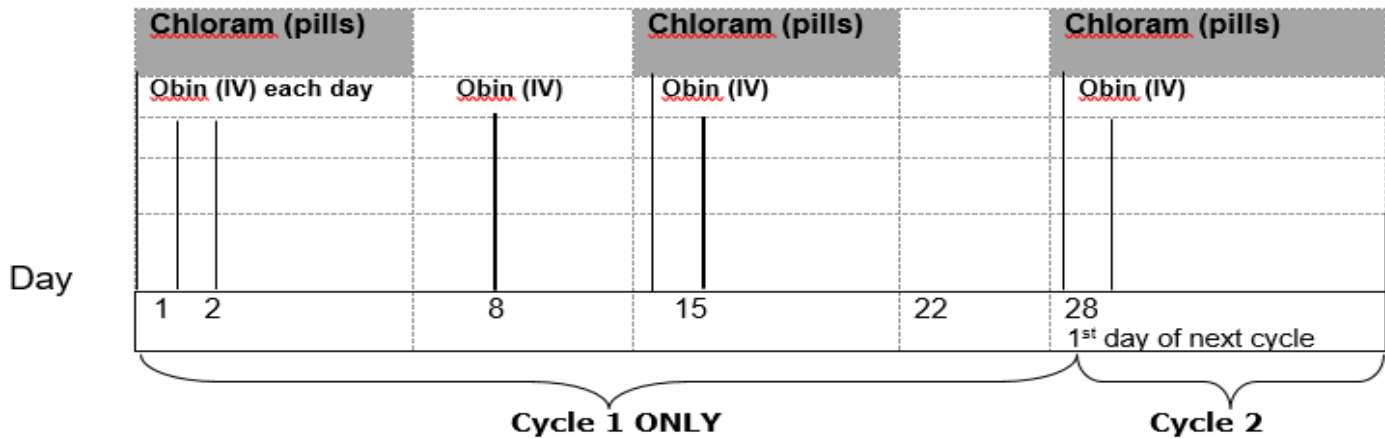 Chloram (pills) Chloram (pills) Chloram (pills)
Obin (IV) each day Obin (IV) Obin (IV) Obin (IV)
Day
1 2 8 15 22 28
1st day of next cycle
Cycle 1 ONLY Cycle 2